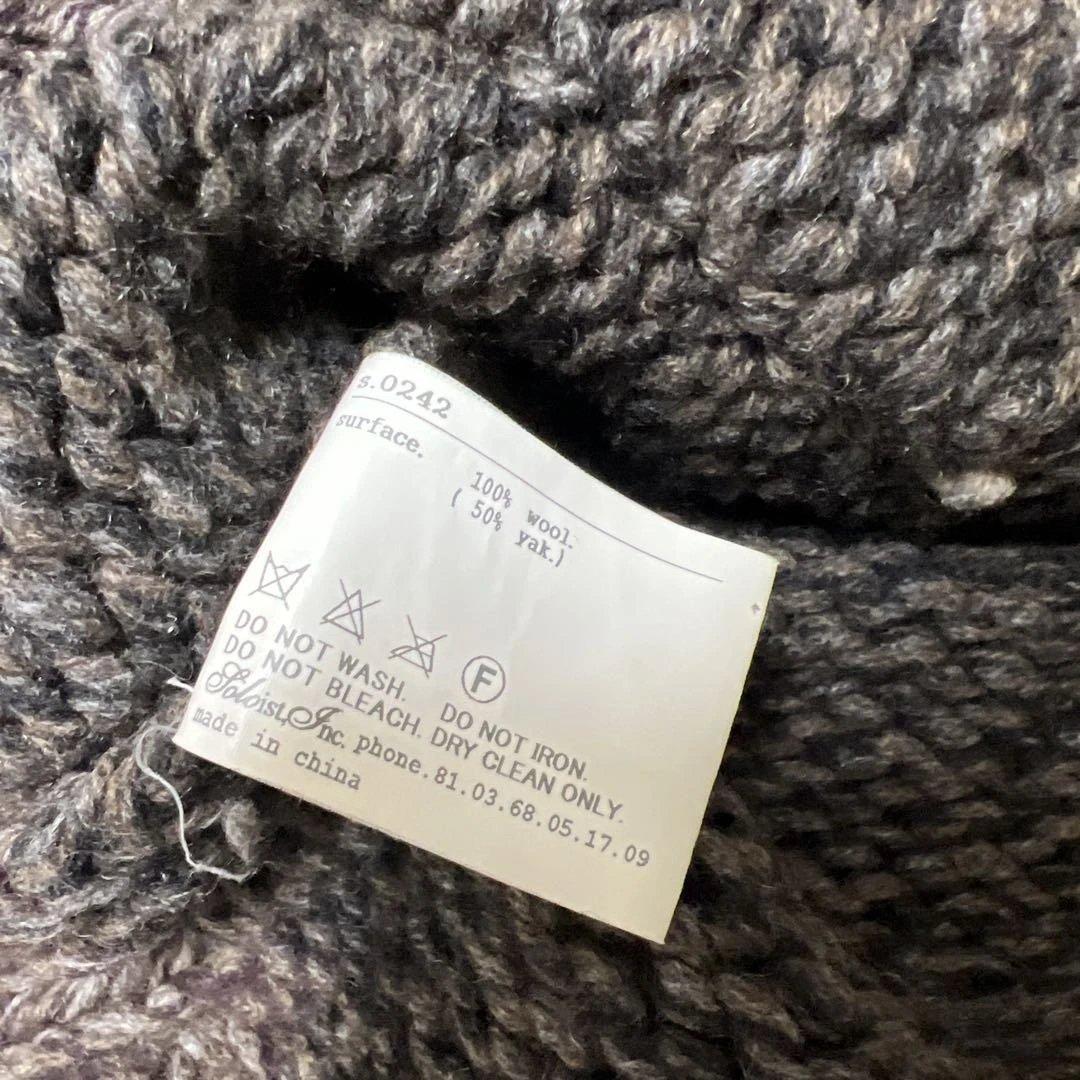 s.0242
surface.
100% wool.
( 50% yak.)
F
DO NOT WASH. DO NOT IRON.
DO NOT BLEACH. DRY CLEAN ONLY.
Soloist, Inc. phone.81.03.68.05.17.09
made in china